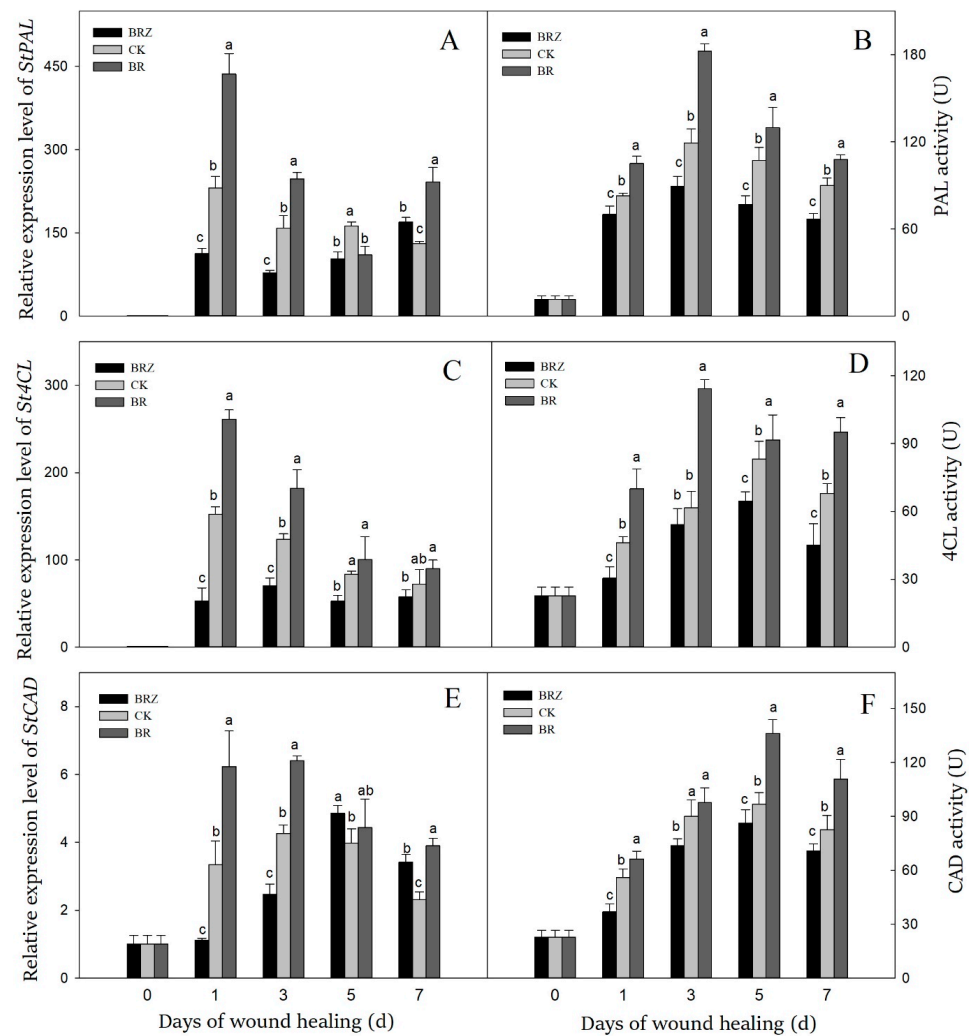 Relative expression level of StPAL
450
300
150
0
BRZ
CK
BR
A
c
b
a
c
b
a
b
a
b
b
c
a
BRZ
CK
BR
B
c
b
a
c
b
a
c
b
a
c
b
a
180
120
60
0
PAL activity (U)
Relative expression level of St4CL
300
200
100
0
BRZ
CK
BR
C
c
b
a
c
b
a
b
a
a
b
ab
a
BRZ
CK
BR
D
c
b
a
b
b
a
c
b
a
c
b
a
120
90
60
30
0
4CL activity (U)
Relative expression level of StCAD
8
6
4
2
0
BRZ
CK
BR
E
c
b
a
c
b
a
a
b
ab
b
c
a
BRZ
CK
BR
F
c
b
a
b
a
a
c
b
a
c
b
a
150
120
90
60
30
0
CAD activity (U)
0 1 3 5 7
0 1 3 5 7
Days of wound healing (d)
Days of wound healing (d)